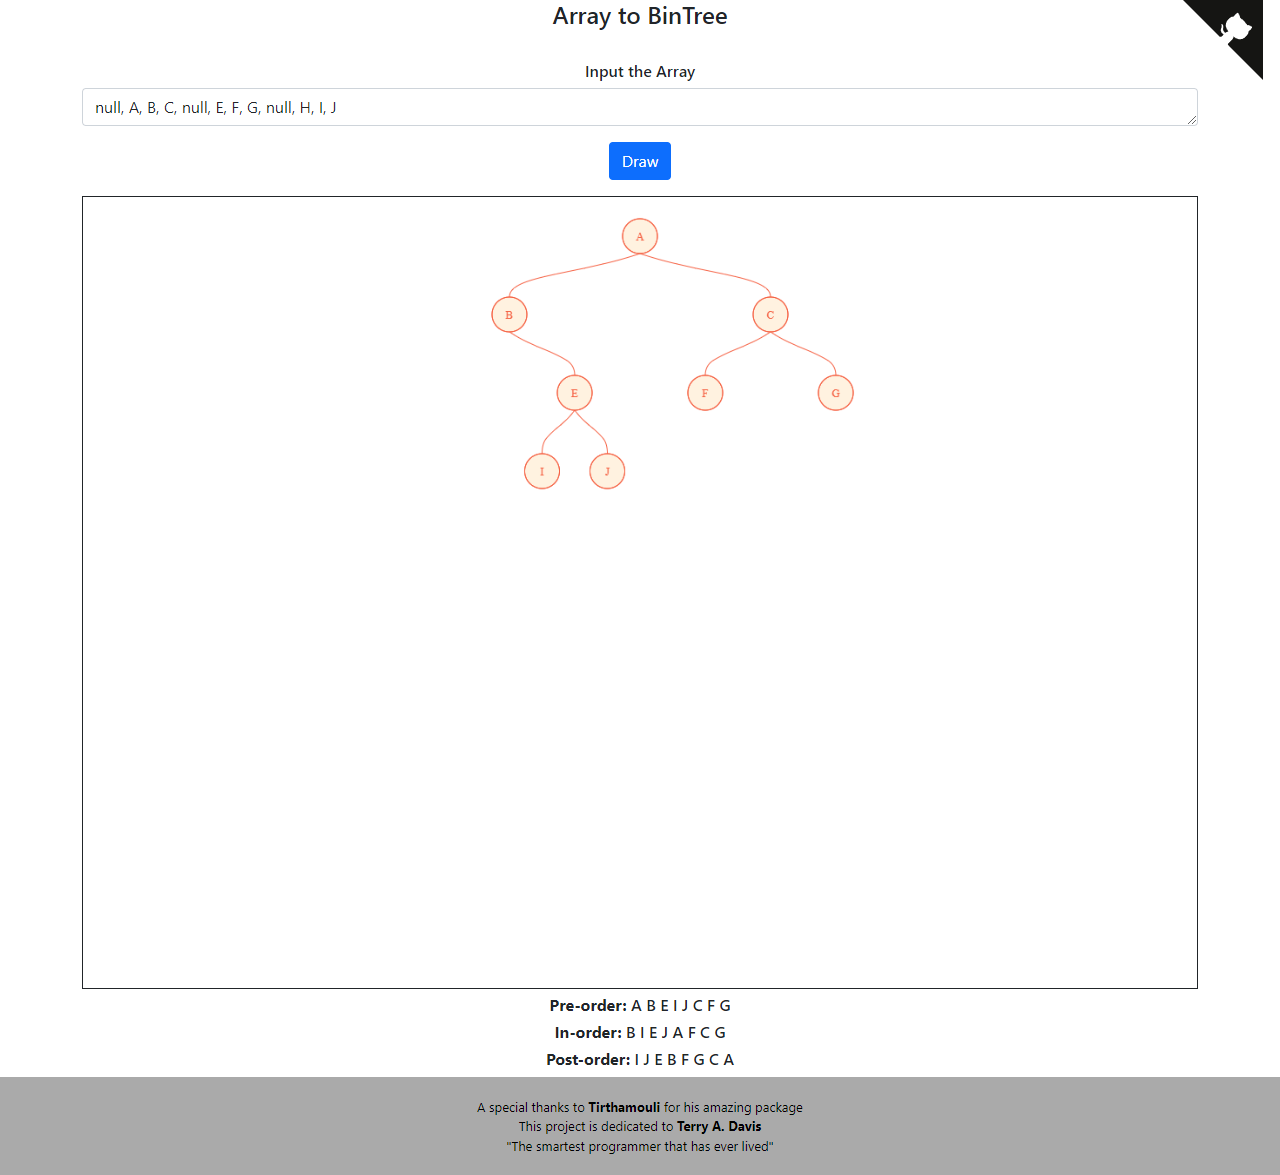 Array to BinTree
Input the Array
null, A, B, C, null, E, F, G, null, H, I, J
Draw
A
B
C
E
F
G
I
J
Pre-order: A B E I J C F G
In-order: B I E J A F C G
Post-order: I J E B F G C A
A special thanks to Tirthamouli for his amazing package
This project is dedicated to Terry A. Davis
"The smartest programmer that has ever lived"